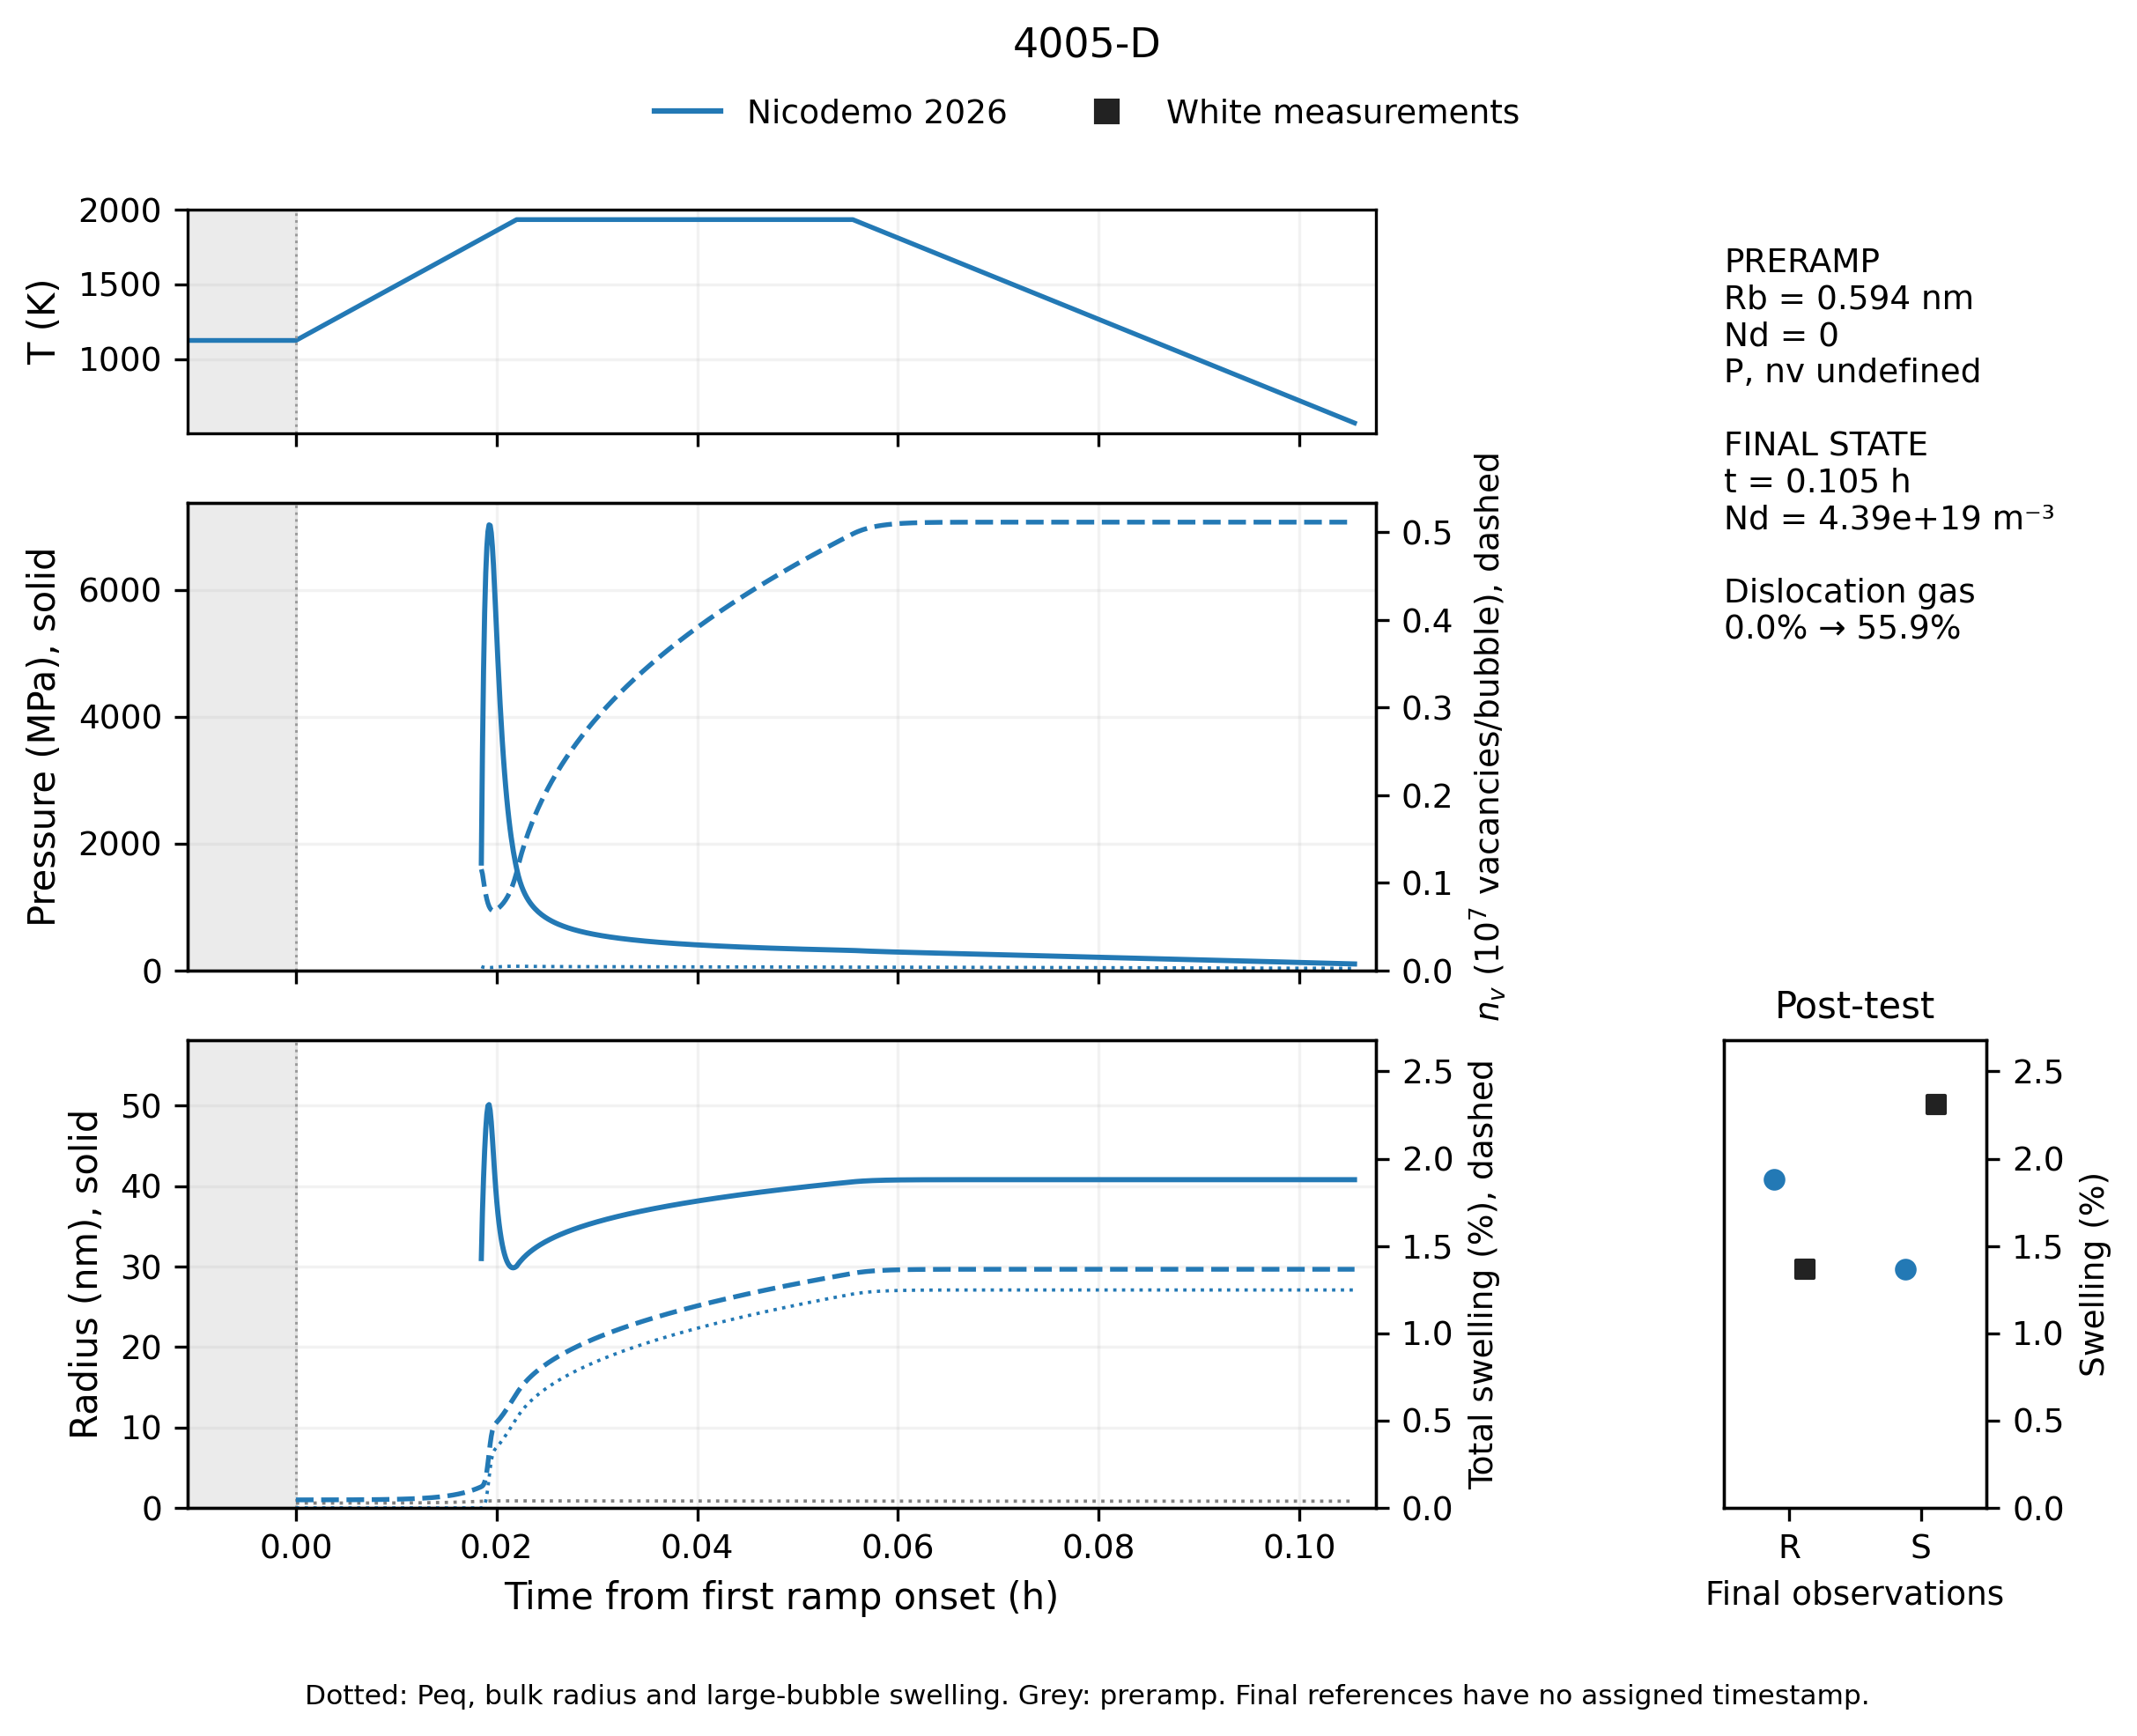 4005-D
Nicodemo 2026
White measurements
2000
1500
1000
T (K)
PRERAMP
Rb = 0.594 nm
Nd = 0
P, nv undefined
FINAL STATE
t = 0.105 h
Nd = 4.39e+19 m⁻³
Dislocation gas
0.0% → 55.9%
6000
4000
2000
0
Pressure (MPa), solid
0.5
0.4
0.3
0.2
0.1
0.0
nᵥ (10⁷ vacancies/bubble), dashed
50
40
30
20
10
0
Radius (nm), solid
2.5
2.0
1.5
1.0
0.5
0.0
Total swelling (%), dashed
0.00 0.02 0.04 0.06 0.08 0.10
Time from first ramp onset (h)
Post-test
2.5
2.0
1.5
1.0
0.5
0.0
Swelling (%)
R S
Final observations
Dotted: Peq, bulk radius and large-bubble swelling. Grey: preramp. Final references have no assigned timestamp.